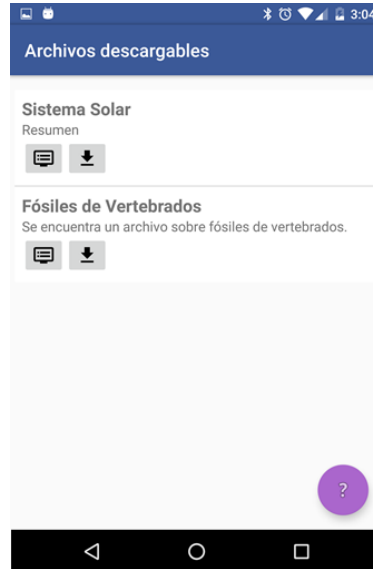 3:04
Archivos descargables
Sistema Solar
Resumen
Fósiles de Vertebrados
Se encuentra un archivo sobre fósiles de vertebrados.
?